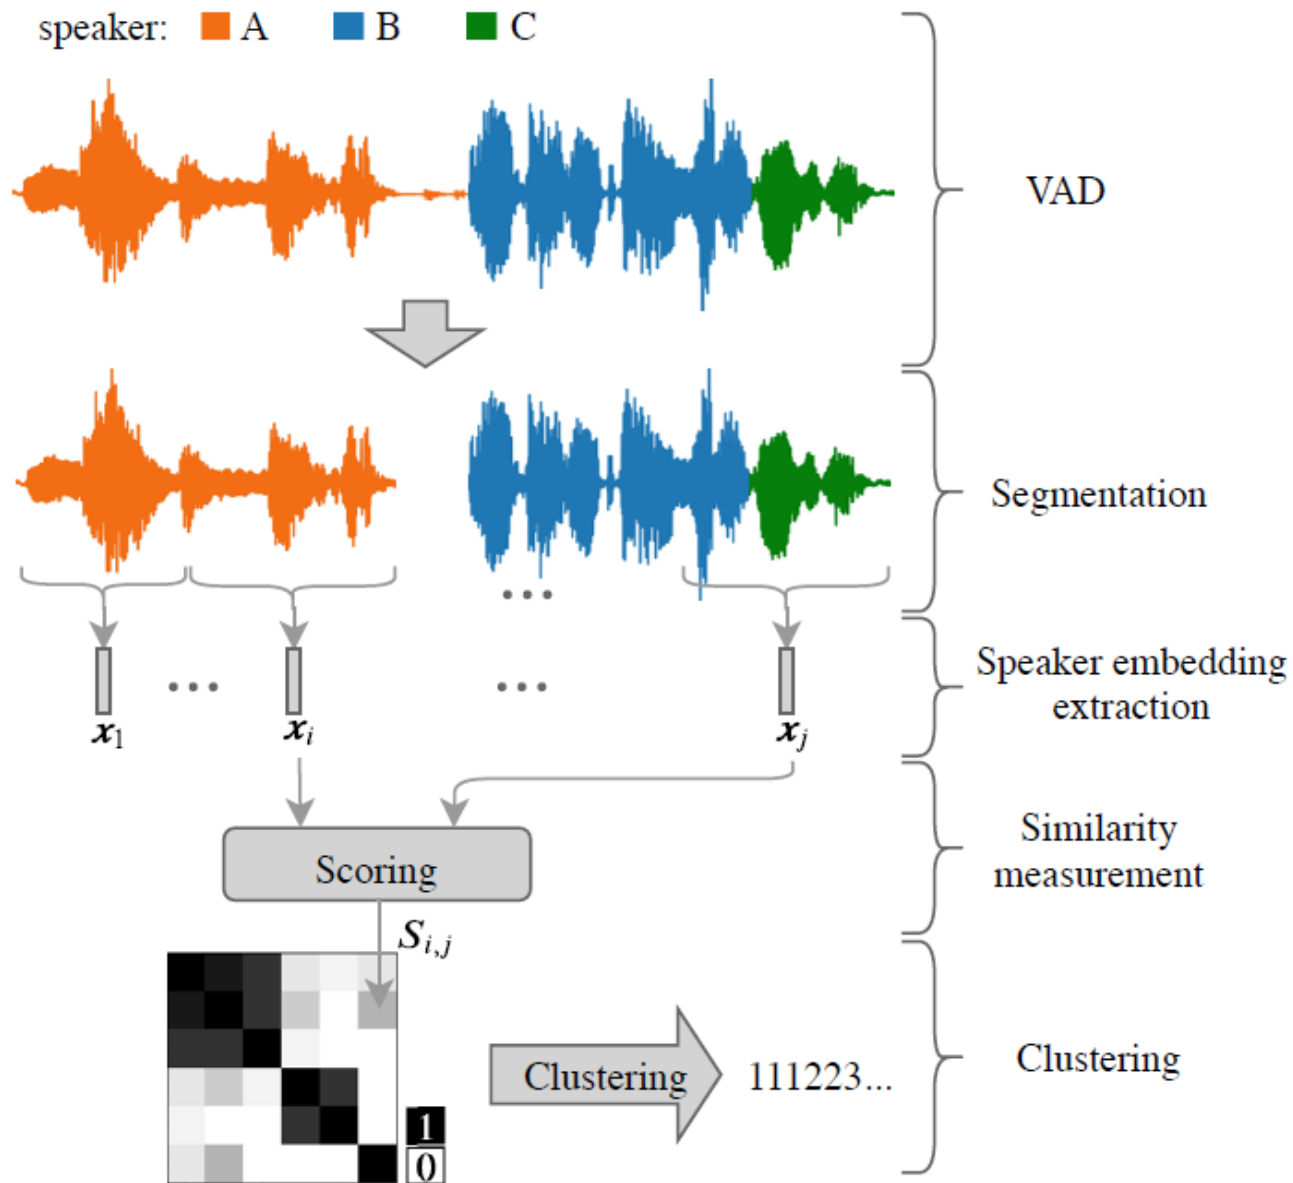 speaker: A B C
VAD
Segmentation
Speaker embedding
extraction
x1 xi xj
Similarity
measurement
Scoring
Si,j
Clustering
Clustering 111223...
1
0